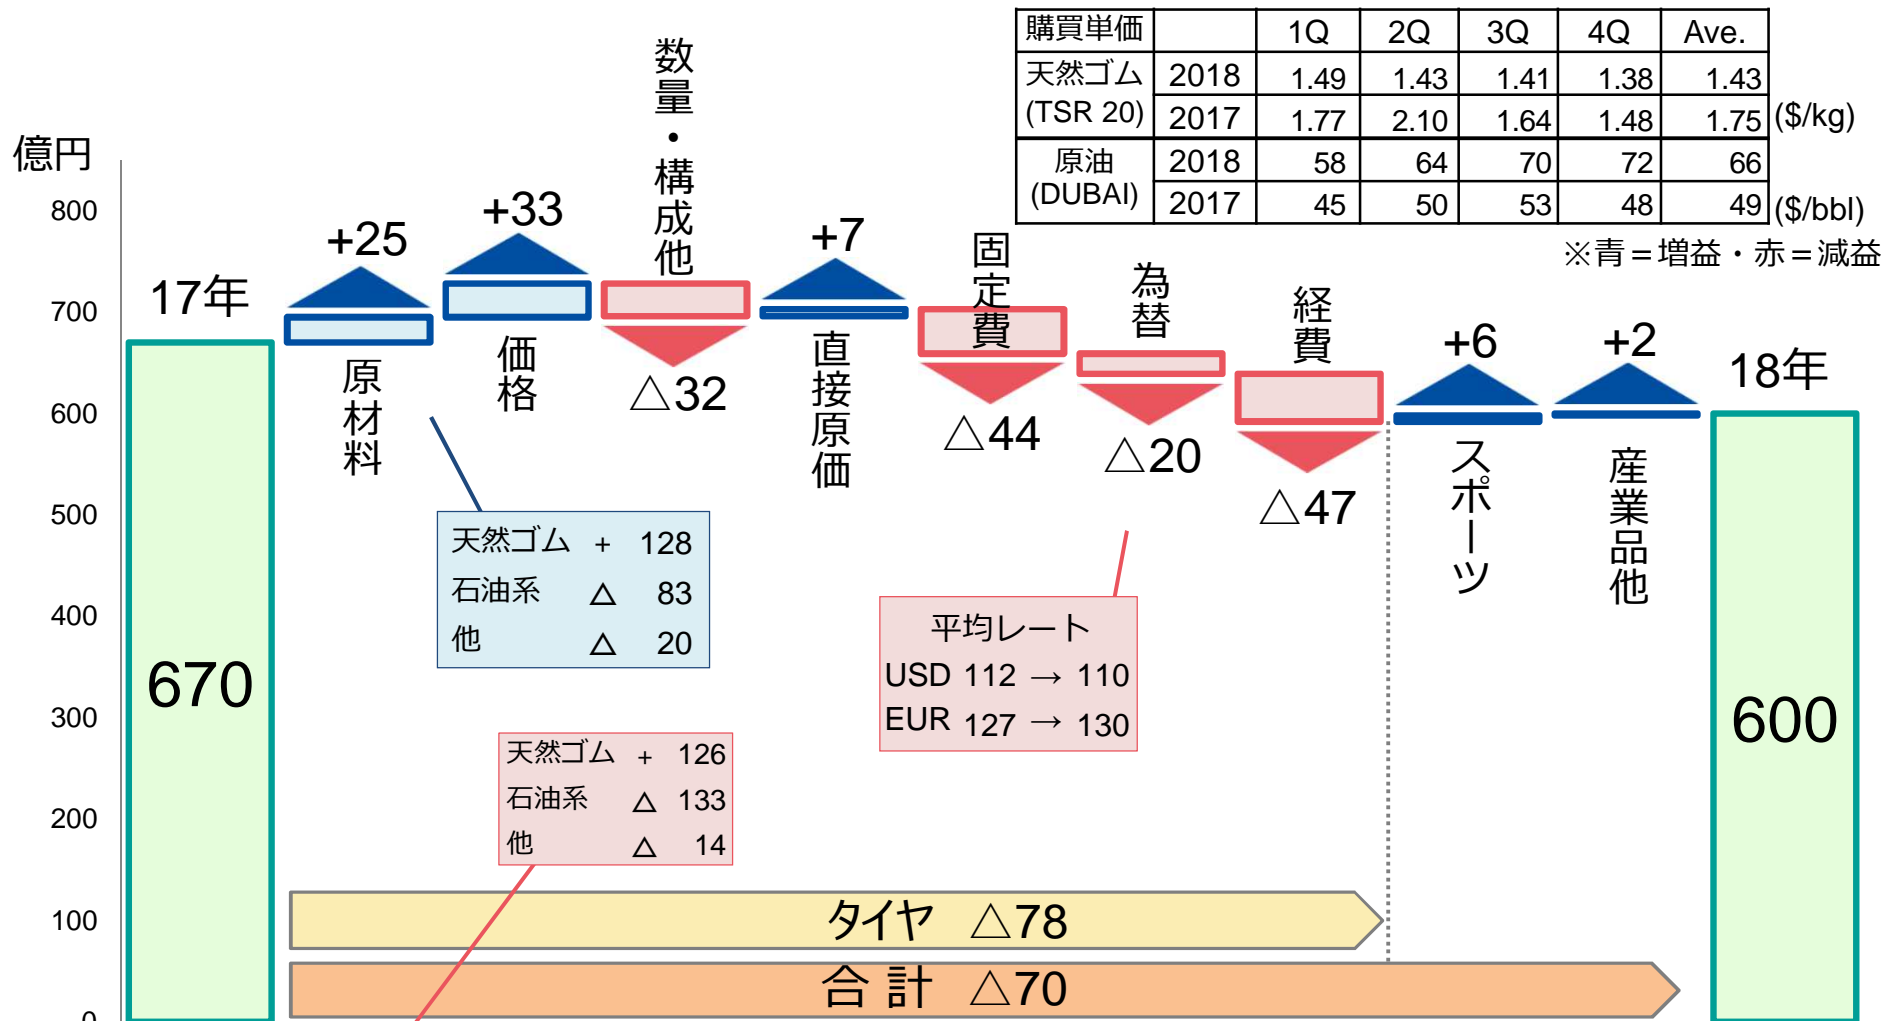 購買単価 1Q 2Q 3Q 4Q Ave.
天然ゴム (TSR 20) 2018 1.49 1.43 1.41 1.38 1.43
2017 1.77 2.10 1.64 1.48 1.75 ($/kg)
原油 (DUBAI) 2018 58 64 70 72 66
2017 45 50 53 48 49 ($/bbl)
※青=増益・赤=減益
億円
800
700
600
500
400
300
200
100
0
17年
670
+25
原材料
+33
価格
数量・構成他
△32
+7
直接原価
固定費
△44
為替
△20
経費
△47
+6
スポーツ
+2
産業品他
18年
600
天然ゴム + 128
石油系 △ 83
他 △ 20
平均レート
USD 112 → 110
EUR 127 → 130
天然ゴム + 126
石油系 △ 133
他 △ 14
タイヤ △78
合計 △70